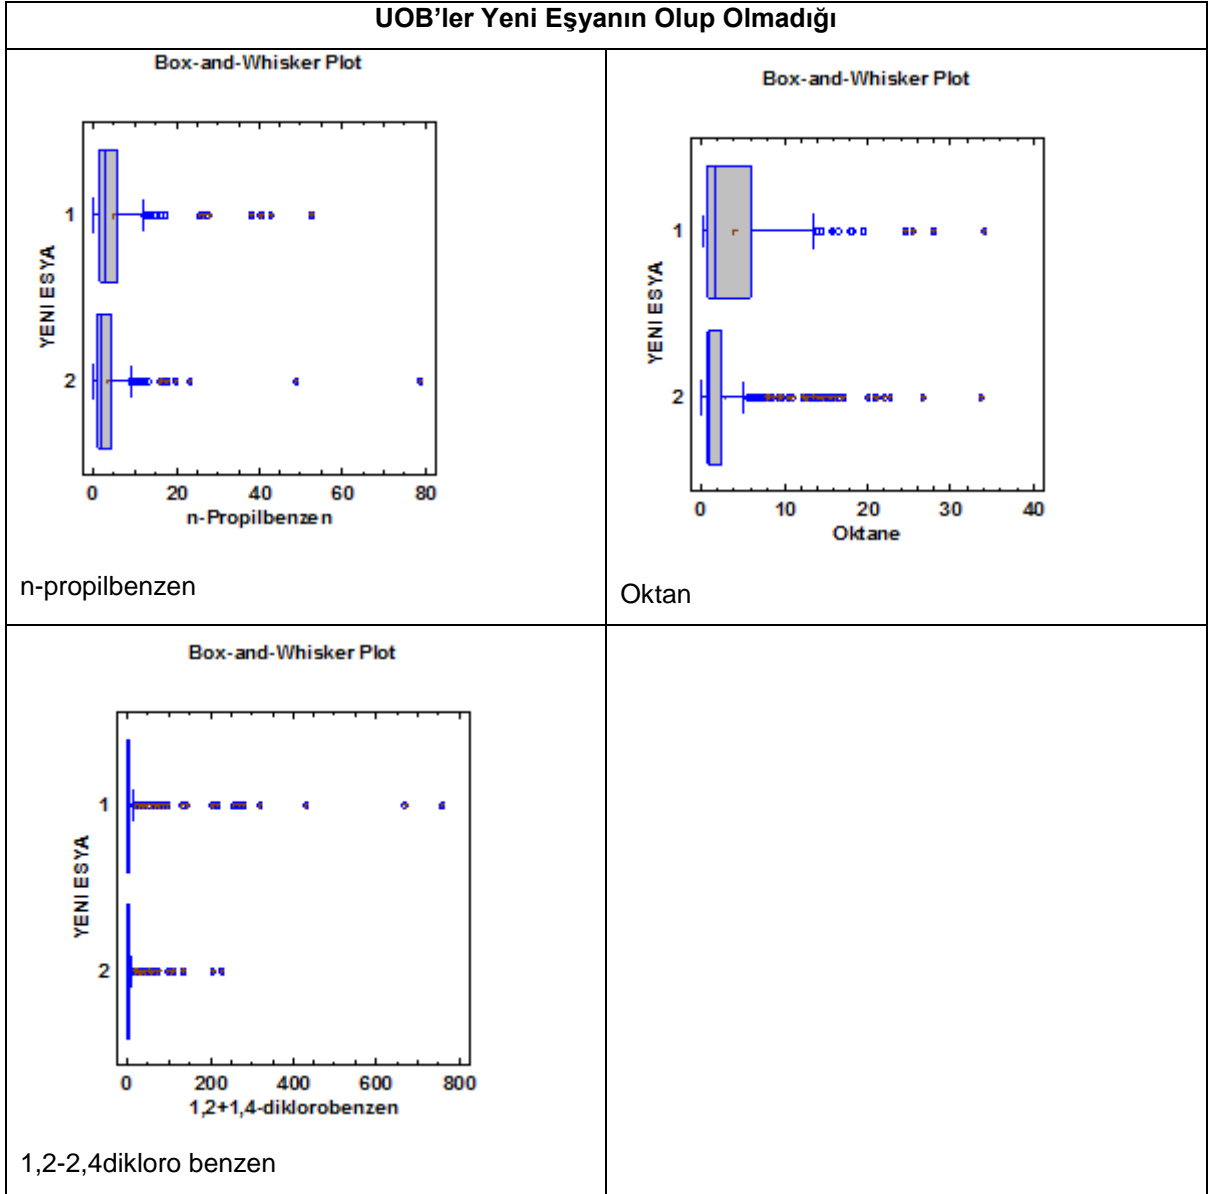 UOB’ler Yeni Eşyanın Olup Olmadığı
Box-and-Whisker Plot
YENI ESYA
1
2
0 20 40 60 80
n-Propilbenzen
n-propilbenzen
Box-and-Whisker Plot
YENI ESYA
1
2
0 10 20 30 40
Oktane
Oktan
Box-and-Whisker Plot
YENI ESYA
1
2
0 200 400 600 800
1,2+1,4-diklorobenzen
1,2-2,4dikloro benzen